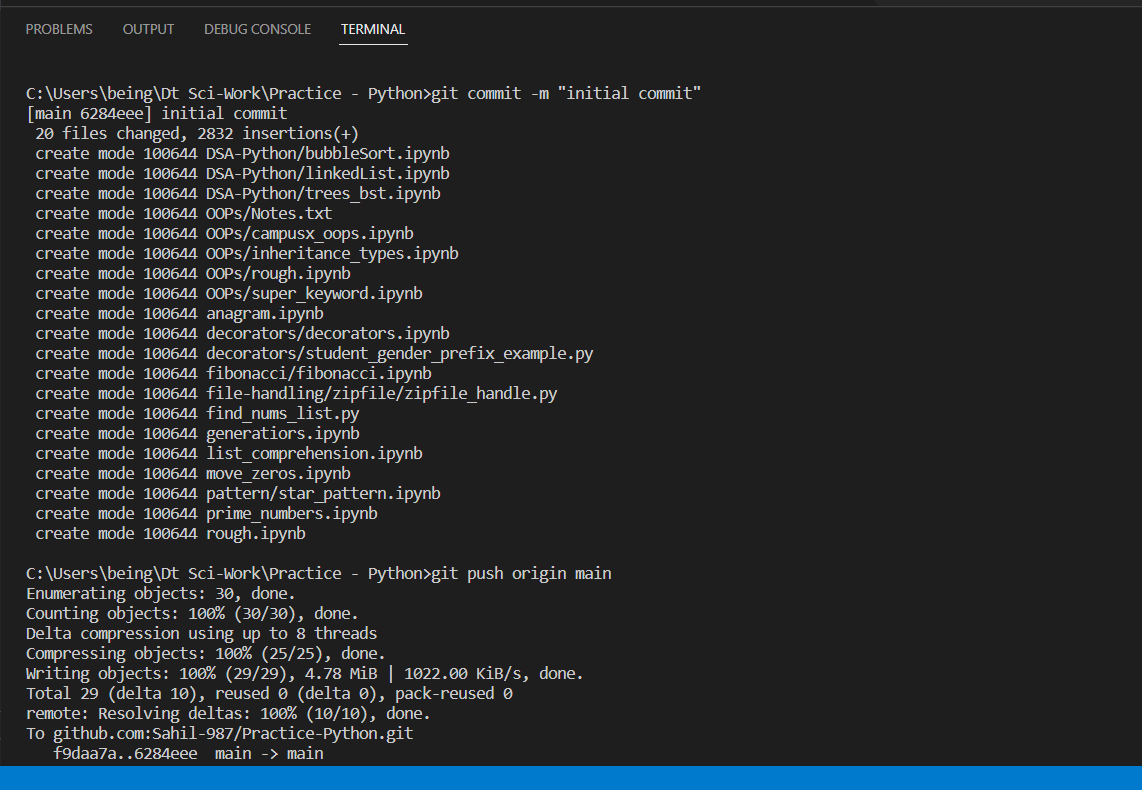 PROBLEMS OUTPUT DEBUG CONSOLE TERMINAL
C:\Users\being\Dt Sci-Work\Practice - Python>git commit -m "initial commit"
[main 6284eee] initial commit
 20 files changed, 2832 insertions(+)
 create mode 100644 DSA-Python/bubbleSort.ipynb
 create mode 100644 DSA-Python/linkedList.ipynb
 create mode 100644 DSA-Python/trees_bst.ipynb
 create mode 100644 OOPs/Notes.txt
 create mode 100644 OOPs/campusx_oops.ipynb
 create mode 100644 OOPs/inheritance_types.ipynb
 create mode 100644 OOPs/rough.ipynb
 create mode 100644 OOPs/super_keyword.ipynb
 create mode 100644 anagram.ipynb
 create mode 100644 decorators/decorators.ipynb
 create mode 100644 decorators/student_gender_prefix_example.py
 create mode 100644 fibonacci/fibonacci.ipynb
 create mode 100644 file-handling/zipfile/zipfile_handle.py
 create mode 100644 find_nums_list.py
 create mode 100644 generatiors.ipynb
 create mode 100644 list_comprehension.ipynb
 create mode 100644 move_zeros.ipynb
 create mode 100644 pattern/star_pattern.ipynb
 create mode 100644 prime_numbers.ipynb
 create mode 100644 rough.ipynb
C:\Users\being\Dt Sci-Work\Practice - Python>git push origin main
Enumerating objects: 30, done.
Counting objects: 100% (30/30), done.
Delta compression using up to 8 threads
Compressing objects: 100% (25/25), done.
Writing objects: 100% (29/29), 4.78 MiB | 1022.00 KiB/s, done.
Total 29 (delta 10), reused 0 (delta 0), pack-reused 0
remote: Resolving deltas: 100% (10/10), done.
To github.com:Sahil-987/Practice-Python.git
   f9daa7a..6284eee  main -> main